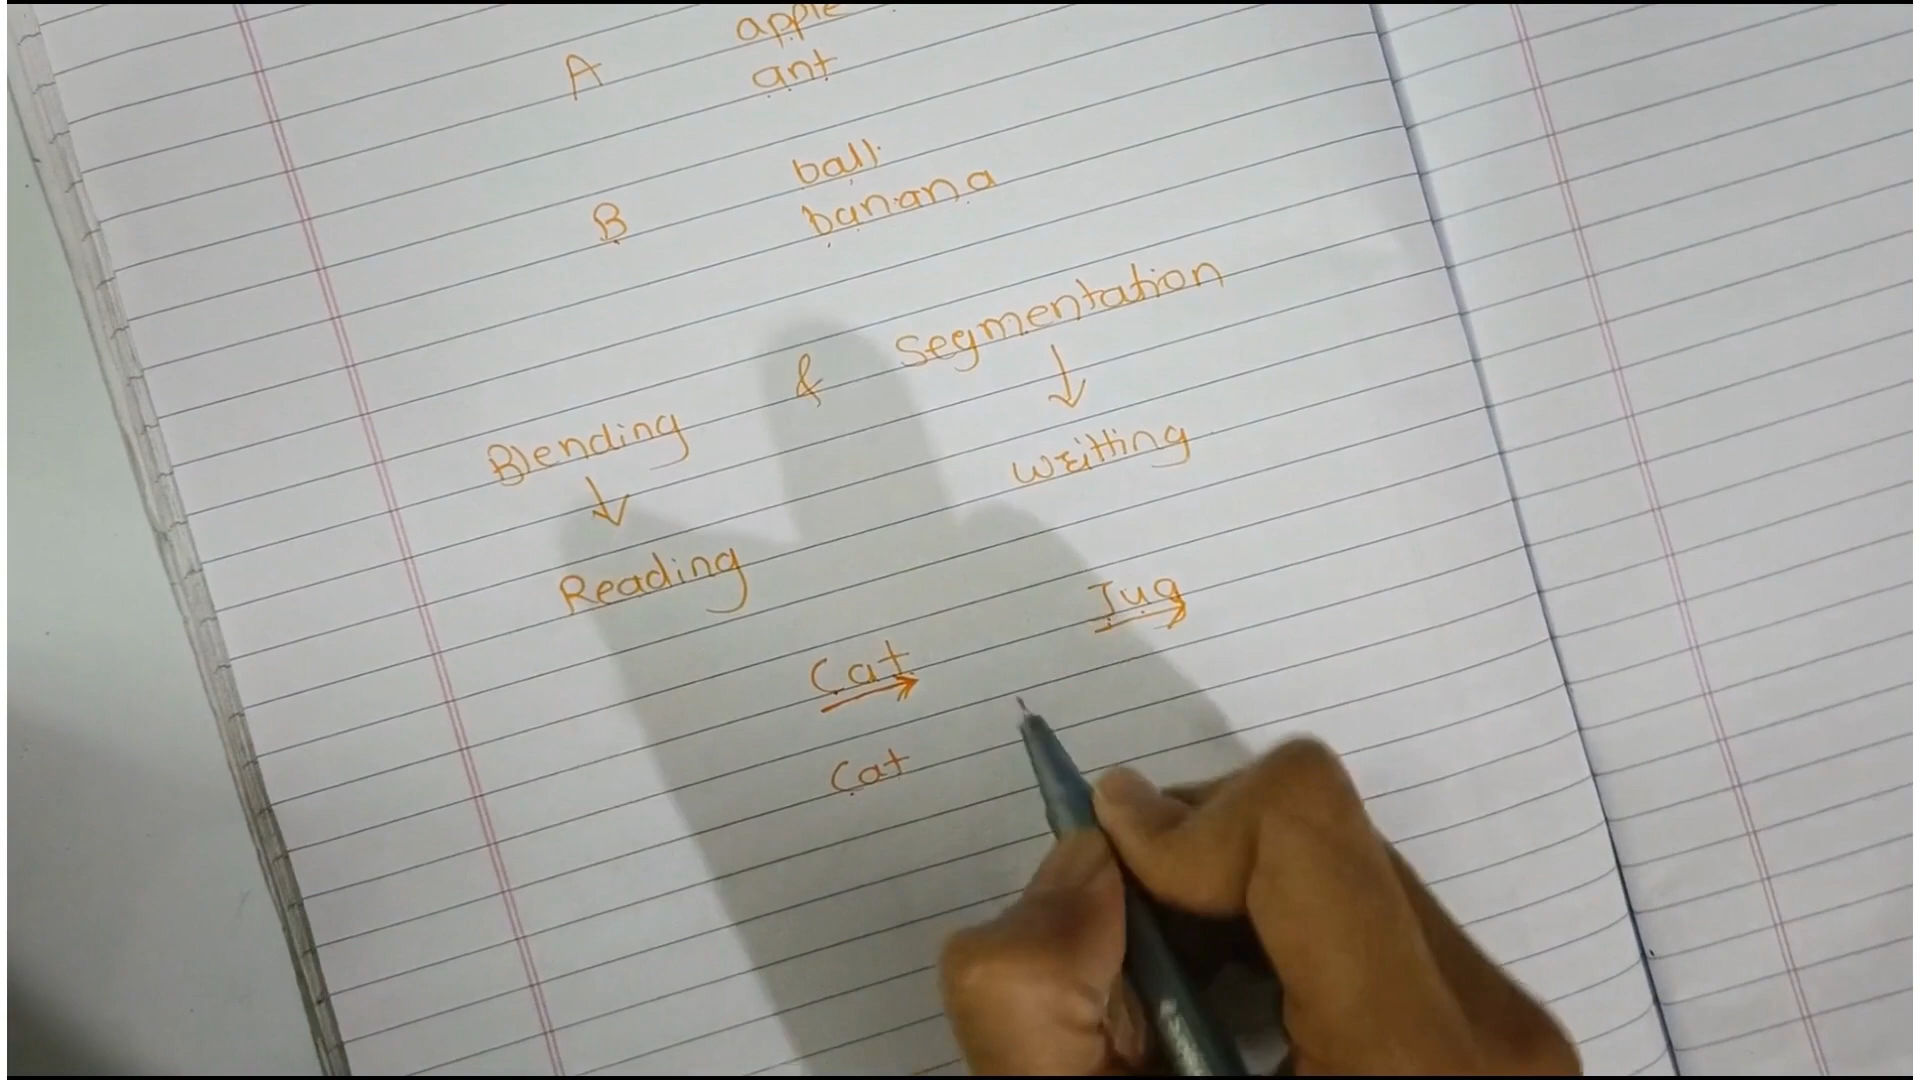 apple
A ant
ball
B banana
Blending & Segmentation
Reading Writting
Cat Jug
Cat